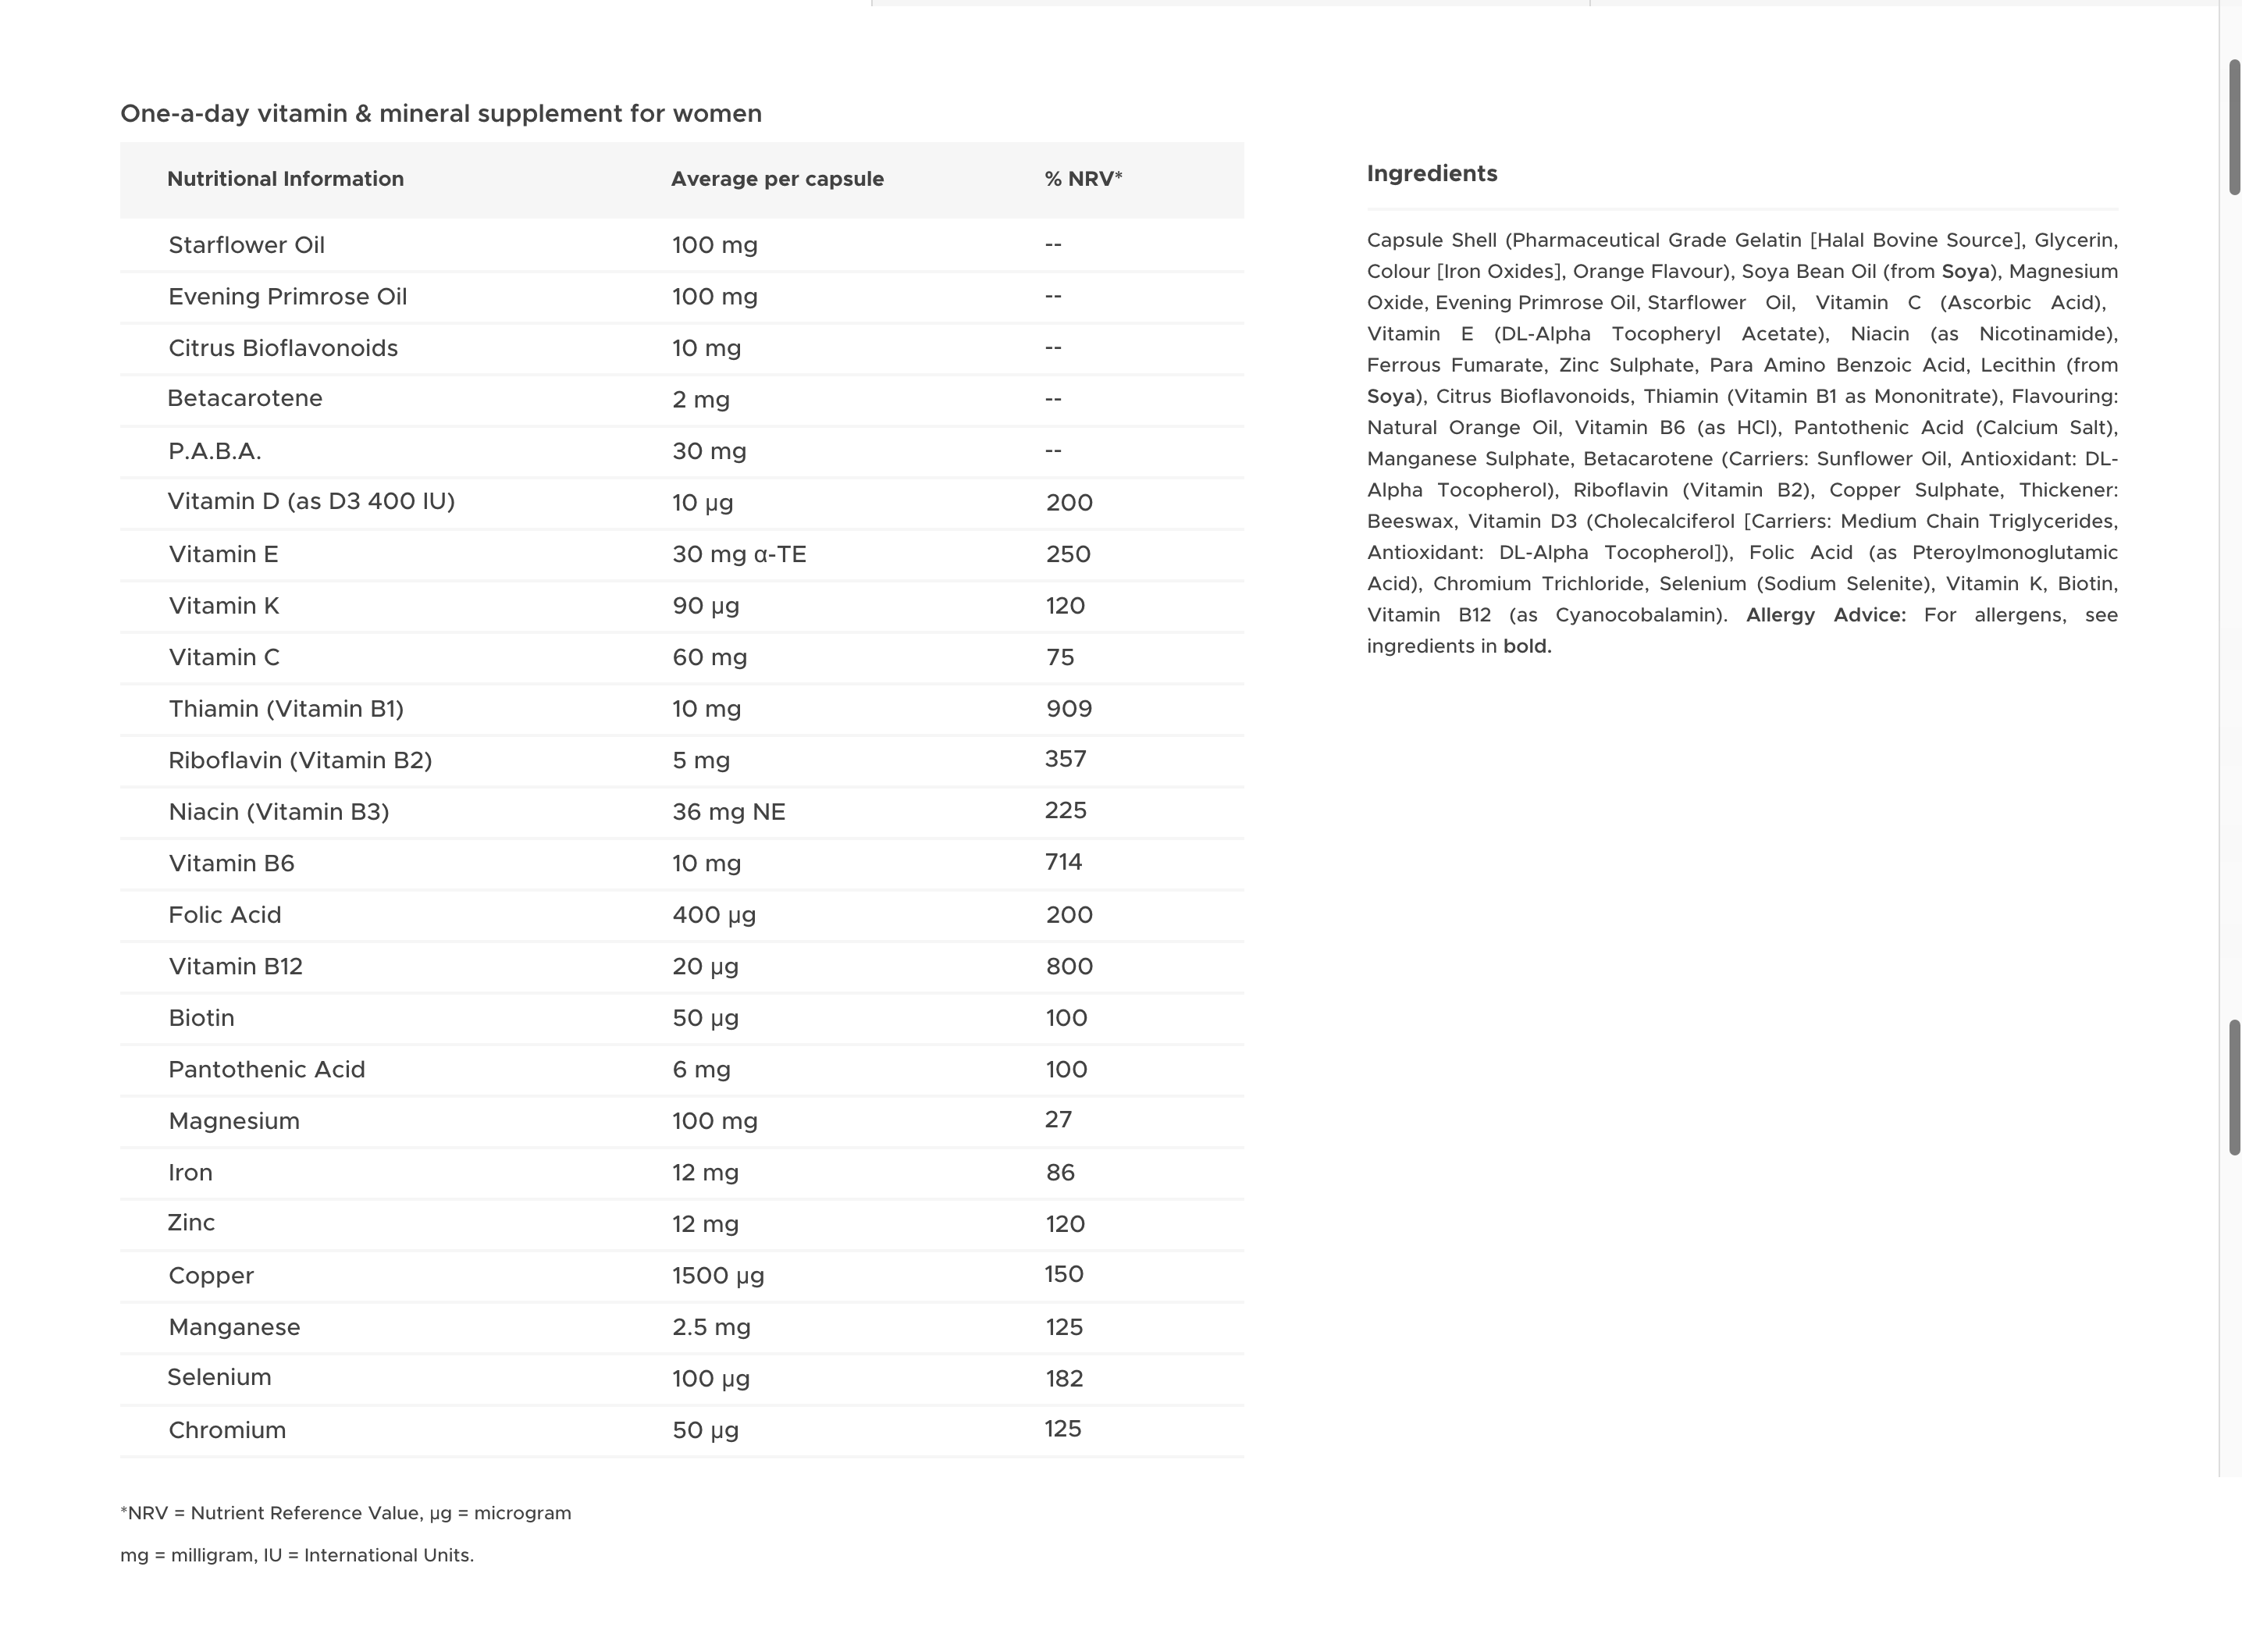 One-a-day vitamin & mineral supplement for women
Nutritional Information Average per capsule % NRV*
Starflower Oil 100 mg --
Evening Primrose Oil 100 mg --
Citrus Bioflavonoids 10 mg --
Betacarotene 2 mg --
P.A.B.A. 30 mg --
Vitamin D (as D3 400 IU) 10 µg 200
Vitamin E 30 mg α-TE 250
Vitamin K 90 µg 120
Vitamin C 60 mg 75
Thiamin (Vitamin B1) 10 mg 909
Riboflavin (Vitamin B2) 5 mg 357
Niacin (Vitamin B3) 36 mg NE 225
Vitamin B6 10 mg 714
Folic Acid 400 µg 200
Vitamin B12 20 µg 800
Biotin 50 µg 100
Pantothenic Acid 6 mg 100
Magnesium 100 mg 27
Iron 12 mg 86
Zinc 12 mg 120
Copper 1500 µg 150
Manganese 2.5 mg 125
Selenium 100 µg 182
Chromium 50 µg 125
*NRV = Nutrient Reference Value, µg = microgram
mg = milligram, IU = International Units.
Ingredients
Capsule Shell (Pharmaceutical Grade Gelatin [Halal Bovine Source], Glycerin,
Colour [Iron Oxides], Orange Flavour), Soya Bean Oil (from Soya), Magnesium
Oxide, Evening Primrose Oil, Starflower Oil, Vitamin C (Ascorbic Acid),
Vitamin E (DL-Alpha Tocopheryl Acetate), Niacin (as Nicotinamide),
Ferrous Fumarate, Zinc Sulphate, Para Amino Benzoic Acid, Lecithin (from
Soya), Citrus Bioflavonoids, Thiamin (Vitamin B1 as Mononitrate), Flavouring:
Natural Orange Oil, Vitamin B6 (as HCl), Pantothenic Acid (Calcium Salt),
Manganese Sulphate, Betacarotene (Carriers: Sunflower Oil, Antioxidant: DL-
Alpha Tocopherol), Riboflavin (Vitamin B2), Copper Sulphate, Thickener:
Beeswax, Vitamin D3 (Cholecalciferol [Carriers: Medium Chain Triglycerides,
Antioxidant: DL-Alpha Tocopherol]), Folic Acid (as Pteroylmonoglutamic
Acid), Chromium Trichloride, Selenium (Sodium Selenite), Vitamin K, Biotin,
Vitamin B12 (as Cyanocobalamin). Allergy Advice: For allergens, see
ingredients in bold.